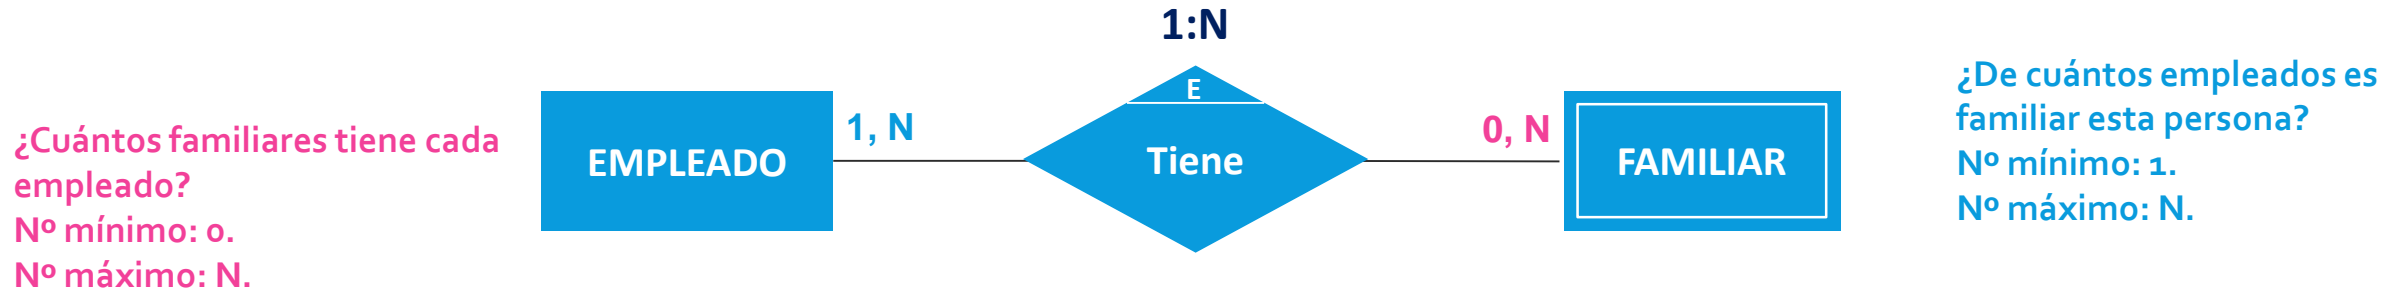 ¿Cuántos familiares tiene cada
empleado?
Nº mínimo: 0.
Nº máximo: N.
EMPLEADO
1, N
1:N
E
Tiene
0, N
FAMILIAR
¿De cuántos empleados es
familiar esta persona?
Nº mínimo: 1.
Nº máximo: N.